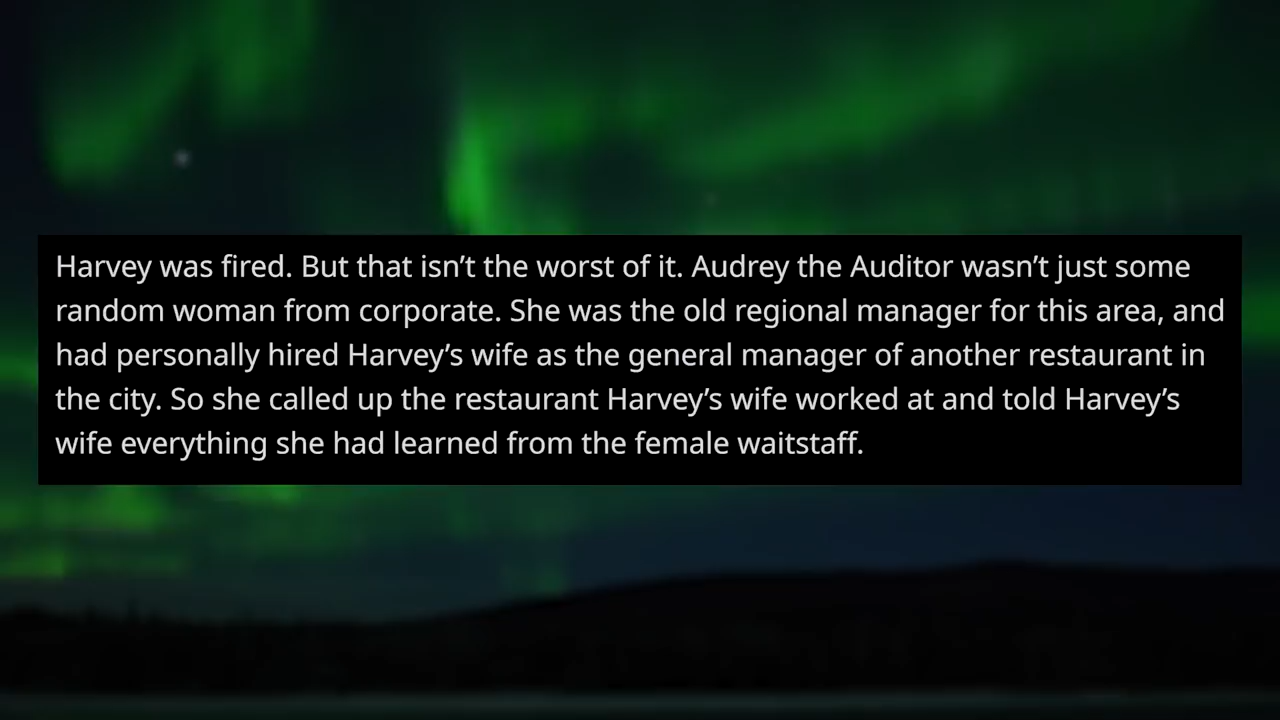 Harvey was fired. But that isn’t the worst of it. Audrey the Auditor wasn’t just some
random woman from corporate. She was the old regional manager for this area, and
had personally hired Harvey’s wife as the general manager of another restaurant in
the city. So she called up the restaurant Harvey’s wife worked at and told Harvey’s
wife everything she had learned from the female waitstaff.